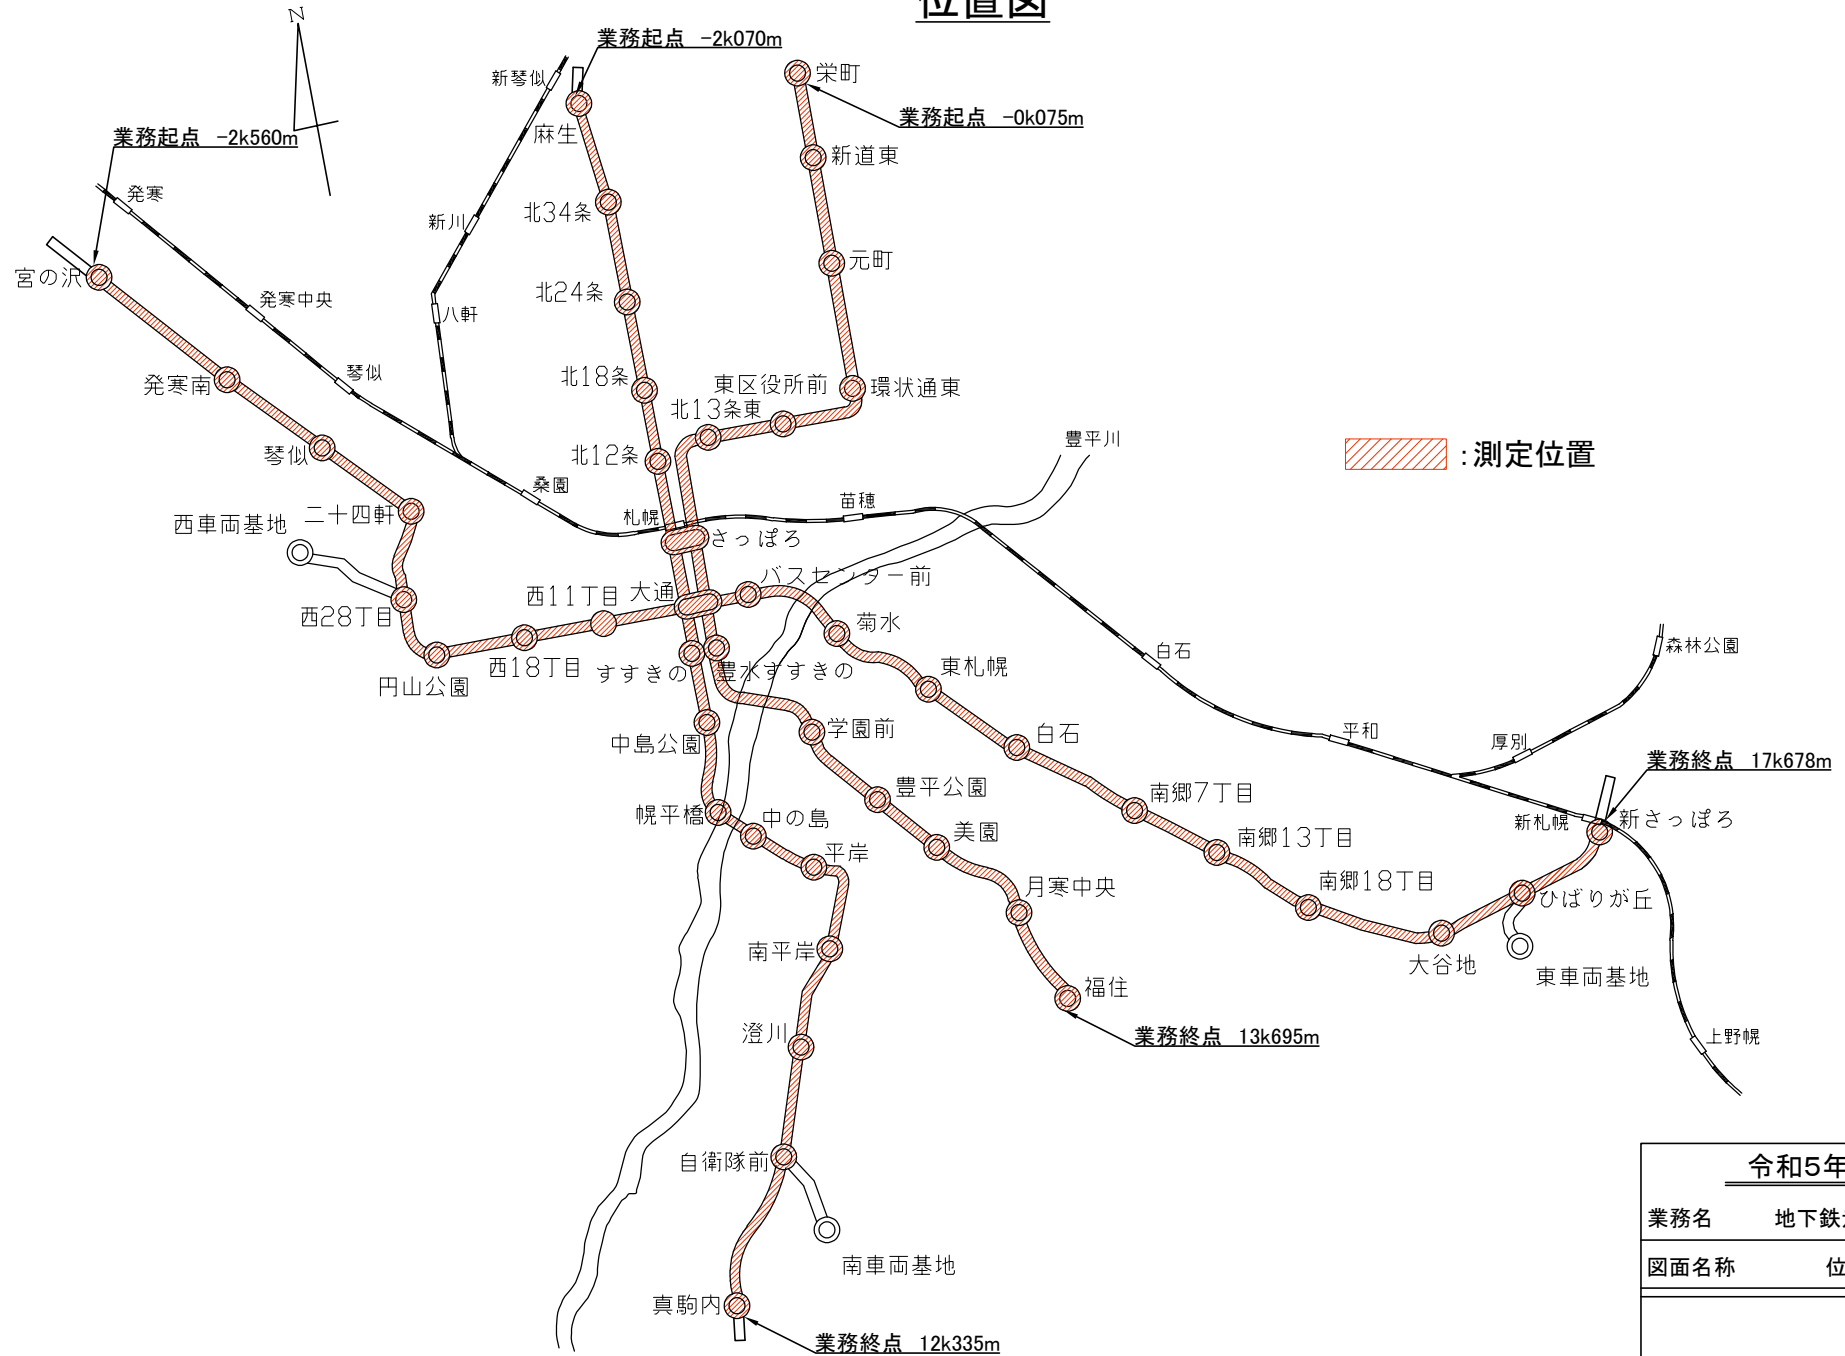 位置図
N
業務起点 -2k070m
新琴似
栄町
業務起点 -0k075m
麻生
業務起点 -2k560m
新道東
発寒
北34条
新川
元町
宮の沢
北24条
発寒中央
八軒
北18条
東区役所前
環状通東
発寒南
琴似
北13条東
豊平川
琴似
北12条
:測定位置
桑園
苗穂
二十四軒
札幌
西車両基地
さっぽろ
バスセンター前
西11丁目
大通
西28丁目
菊水
白石
森林公園
西18丁目
すすきの
豊水すすきの
東札幌
円山公園
学園前
中島公園
白石
平和
厚別
業務終点 17k678m
豊平公園
南郷7丁目
幌平橋
中の島
新札幌
新さっぽろ
美園
南郷13丁目
平岸
南郷18丁目
月寒中央
ひばりが丘
南平岸
大谷地
東車両基地
福住
澄川
業務終点 13k695m
上野幌
自衛隊前
令和5年
業務名 地下鉄
南車両基地
図面名称 位
真駒内
業務終点 12k335m